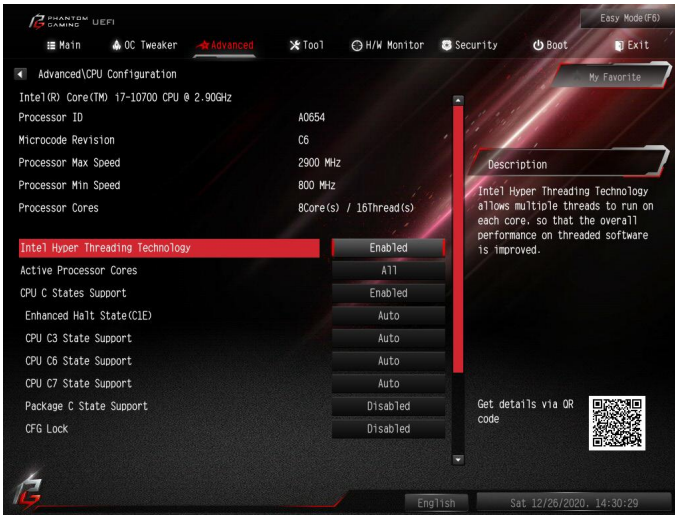 PHANTOM GAMING UEFI
Easy Mode(F6)
Main OC Tweaker Advanced Tool H/W Monitor Security Boot Exit
Advanced\CPU Configuration
My Favorite
Intel(R) Core(TM) i7-10700 CPU @ 2.90GHz
Processor ID A0654
Microcode Revision C6
Processor Max Speed 2900 MHz
Processor Min Speed 800 MHz
Processor Cores 8Core(s) / 16Thread(s)
Intel Hyper Threading Technology Enabled
Active Processor Cores All
CPU C States Support Enabled
Enhanced Halt State(C1E) Auto
CPU C3 State Support Auto
CPU C6 State Support Auto
CPU C7 State Support Auto
Package C State Support Disabled
CFG Lock Disabled
Description
Intel Hyper Threading Technology
allows multiple threads to run on
each core, so that the overall
performance on threaded software
is improved.
Get details via QR
code
English
Sat 12/26/2020, 14:30:29